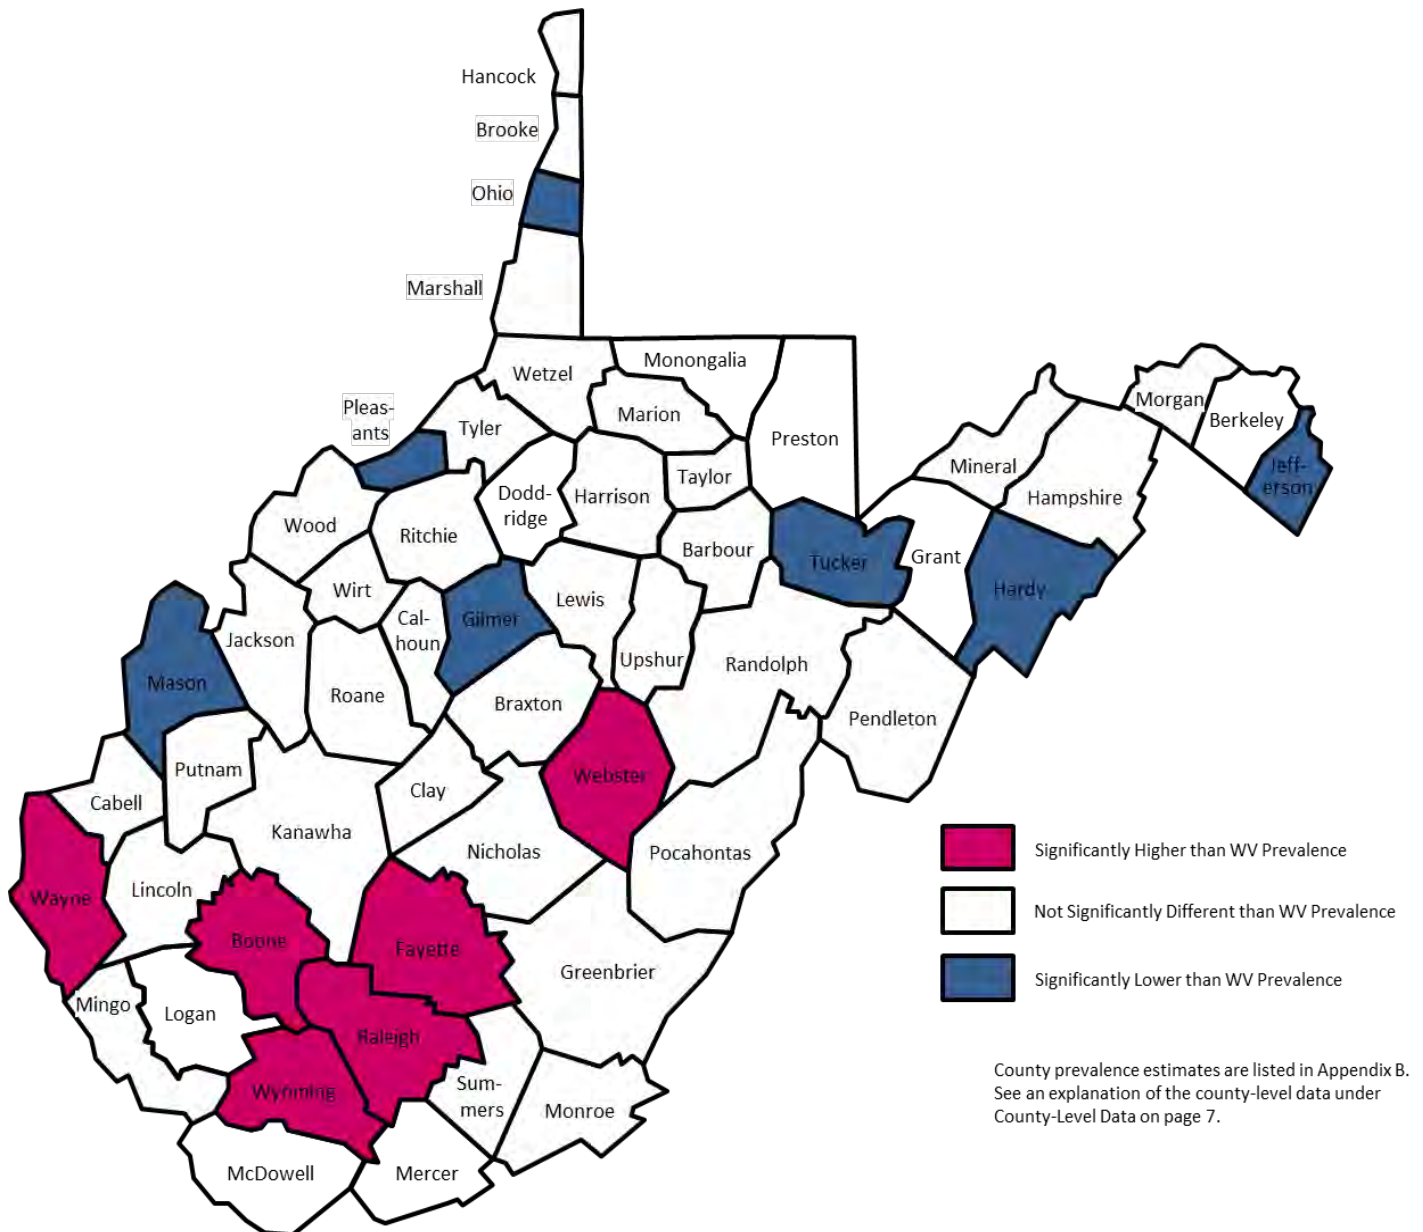 Hancock
Brooke
Ohio
Marshall
Wetzel
Monongalia
Pleas-
ants
Tyler
Marion
Preston
Morgan
Berkeley
Mineral
Hampshire
Jeff-
erson
Wood
Ritchie
Dodd-
ridge
Harrison
Taylor
Barbour
Tucker
Grant
Hardy
Wirt
Cal-
houn
Gilmer
Lewis
Upshur
Randolph
Jackson
Mason
Roane
Braxton
Pendleton
Putnam
Cabell
Clay
Webster
Kanawha
Nicholas
Pocahontas
Wayne
Lincoln
Boone
Fayette
Greenbrier
Mingo
Logan
Raleigh
Wyoming
Sum-
mers
Monroe
McDowell
Mercer
Significantly Higher than WV Prevalence
Not Significantly Different than WV Prevalence
Significantly Lower than WV Prevalence
County prevalence estimates are listed in Appendix B.
See an explanation of the county-level data under
County-Level Data on page 7.